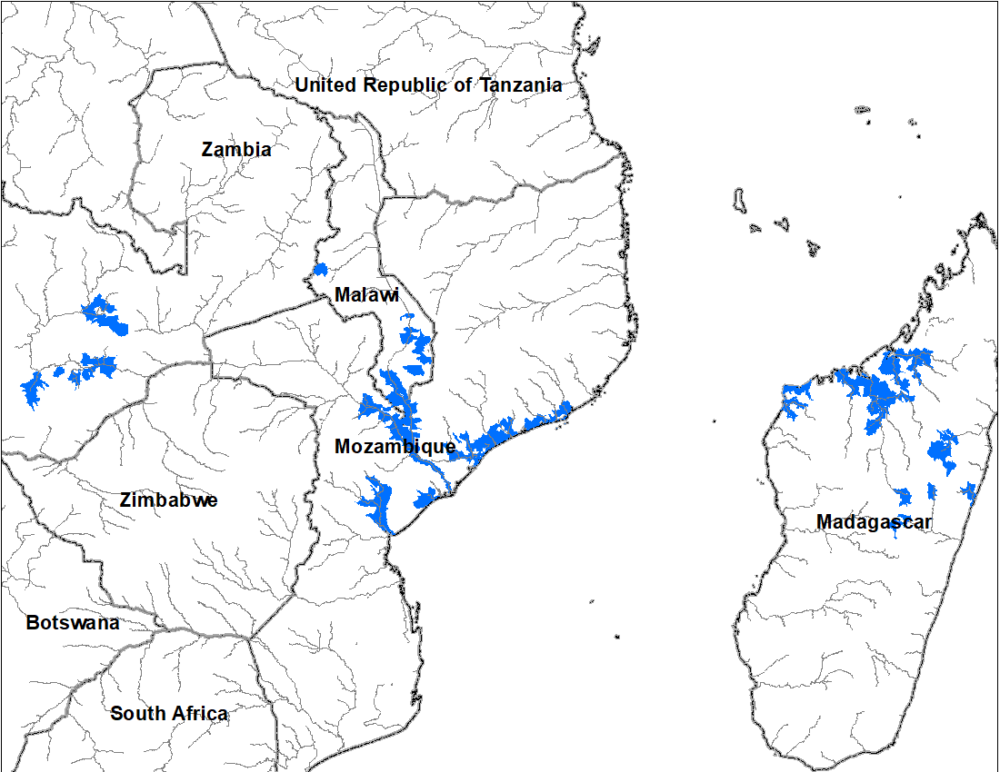 United Republic of Tanzania
Zambia
Malawi
Mozambique
Zimbabwe
Madagascar
Botswana
South Africa